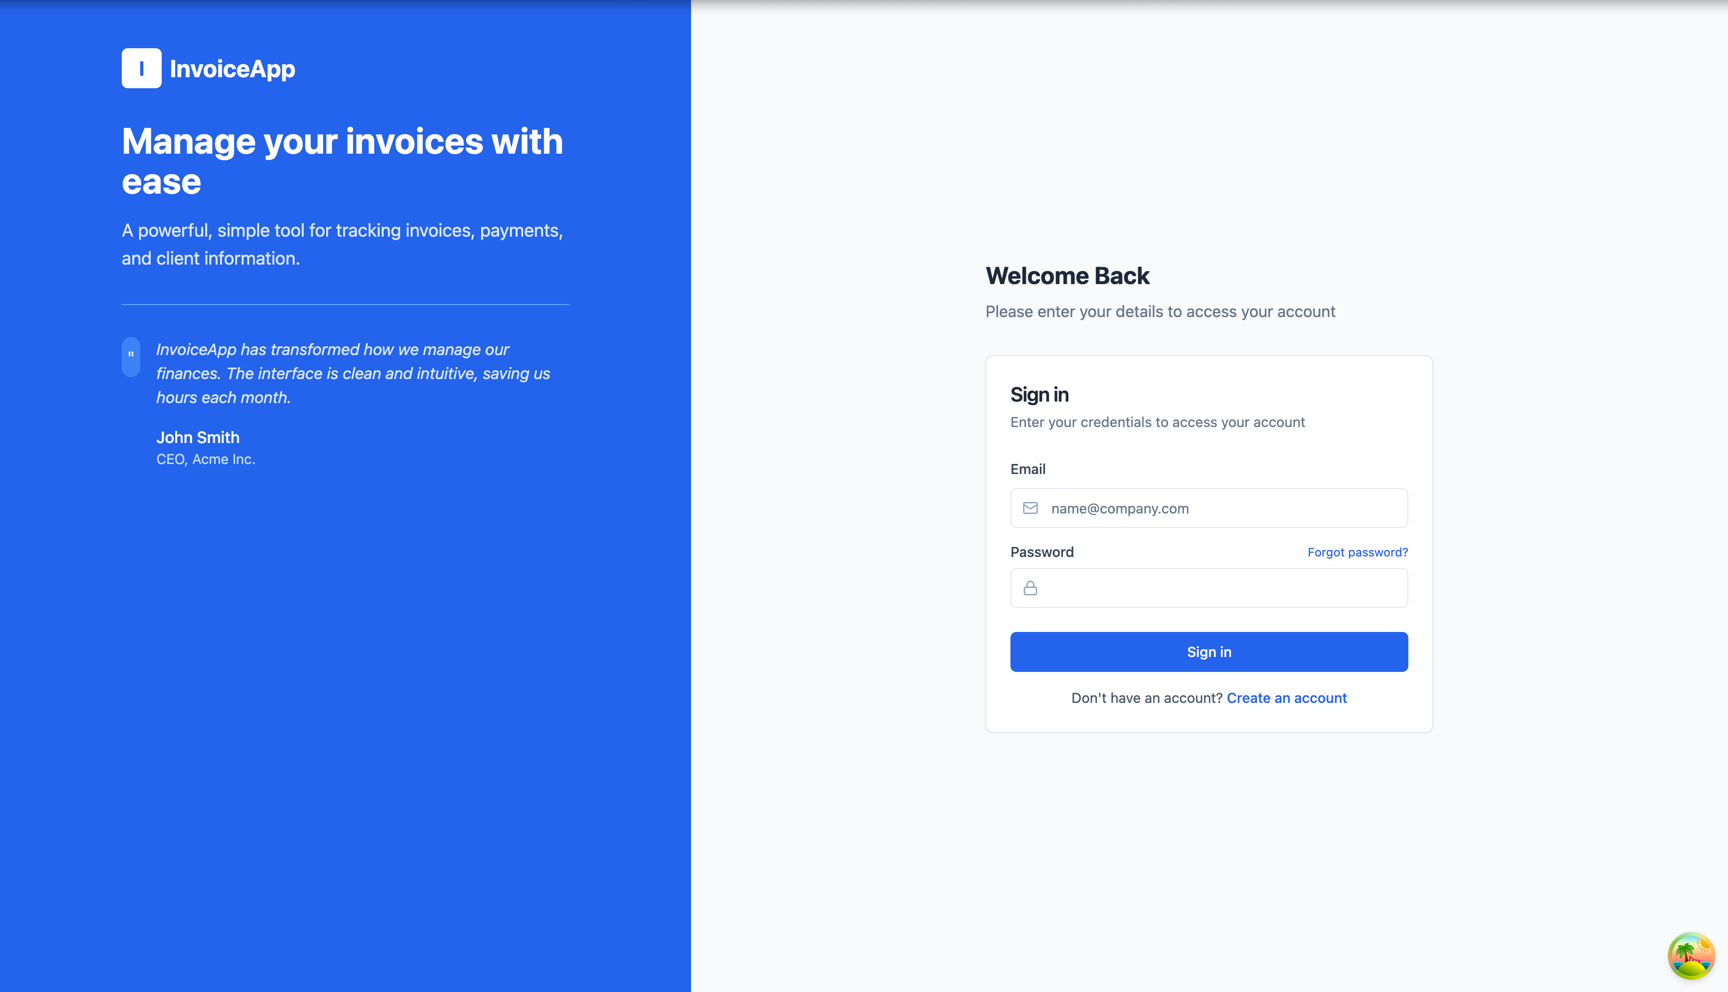 I InvoiceApp
Manage your invoices with
ease
A powerful, simple tool for tracking invoices, payments,
and client information.
" InvoiceApp has transformed how we manage our
finances. The interface is clean and intuitive, saving us
hours each month.
John Smith
CEO, Acme Inc.
Welcome Back
Please enter your details to access your account
Sign in
Enter your credentials to access your account
Email
name@company.com
Password Forgot password?
Sign in
Don't have an account? Create an account